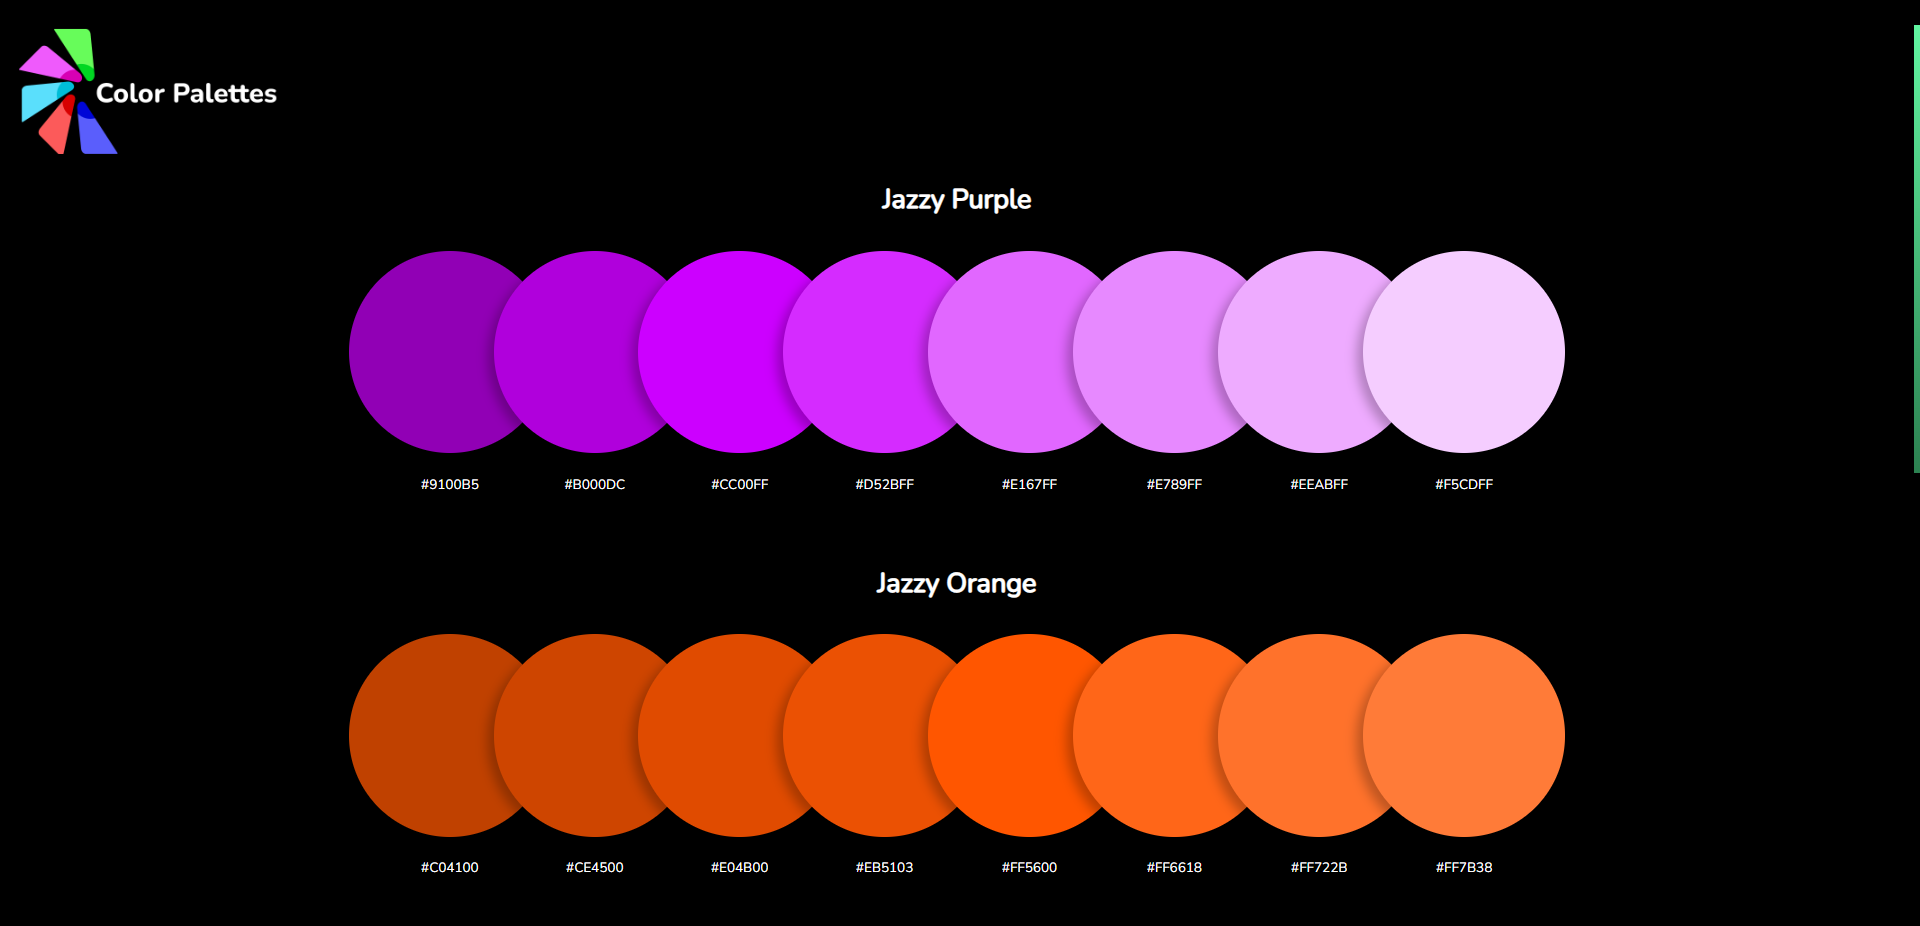 Color Palettes
Jazzy Purple
#9100B5 #B000DC #CC00FF #D52BFF #E167FF #E789FF #EEABFF #F5CDFF
Jazzy Orange
#C04100 #CE4500 #E04B00 #EB5103 #FF5600 #FF6618 #FF722B #FF7B38